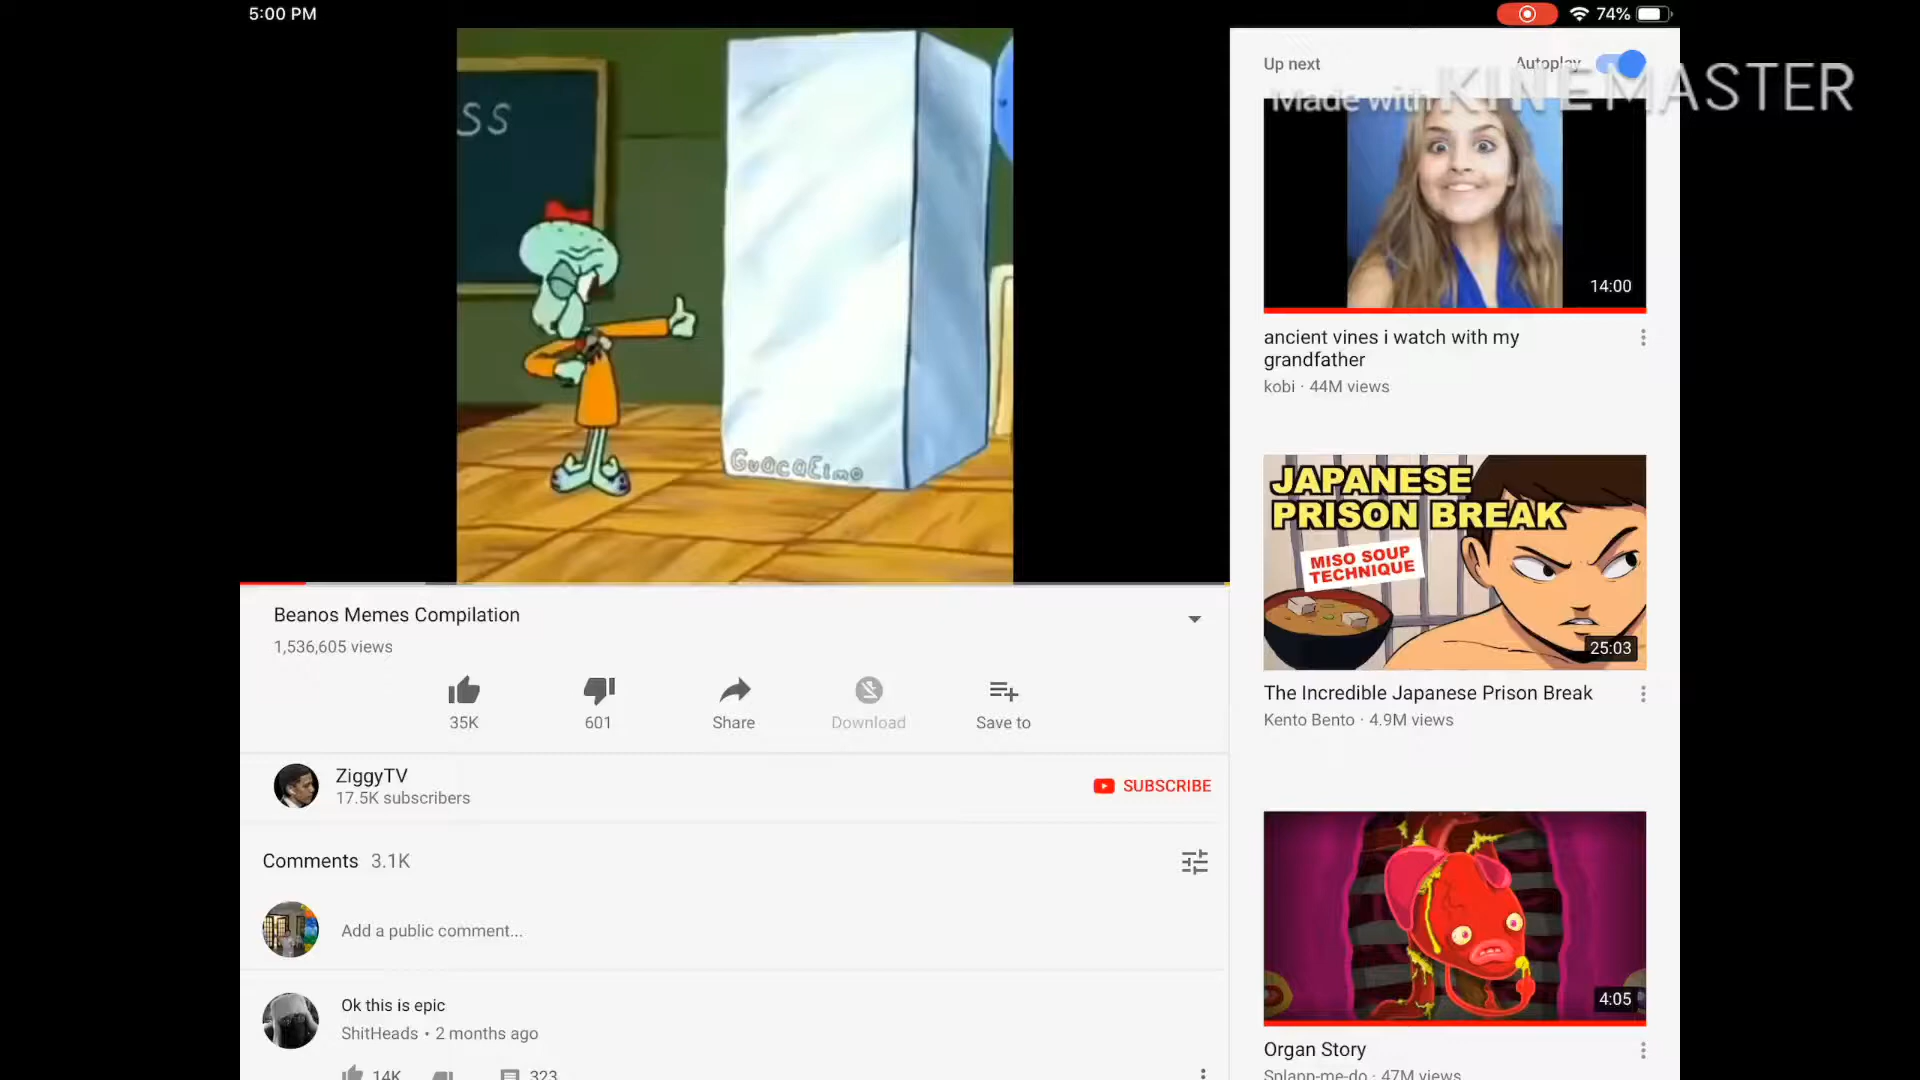 5:00 PM
74%
SS
GuacaElmo
Up next
Autoplay
Made with KINEMASTER
14:00
ancient vines i watch with my
grandfather
kobi · 44M views
JAPANESE
PRISON BREAK
MISO SOUP
TECHNIQUE
25:03
The Incredible Japanese Prison Break
Kento Bento · 4.9M views
4:05
Organ Story
Splapp-me-do · 47M views
Beanos Memes Compilation
1,536,605 views
35K
601
Share
Download
Save to
ZiggyTV
17.5K subscribers
SUBSCRIBE
Comments 3.1K
Add a public comment...
Ok this is epic
ShitHeads • 2 months ago
14K
323